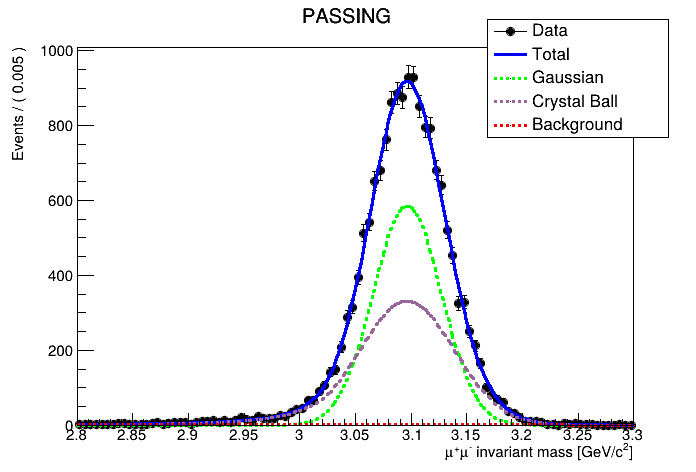 PASSING
Data
Total
Gaussian
Crystal Ball
Background
Events / ( 0.005 )
1000
800
600
400
200
0
2.8 2.85 2.9 2.95 3 3.05 3.1 3.15 3.2 3.25 3.3
μ⁺μ⁻ invariant mass [GeV/c²]